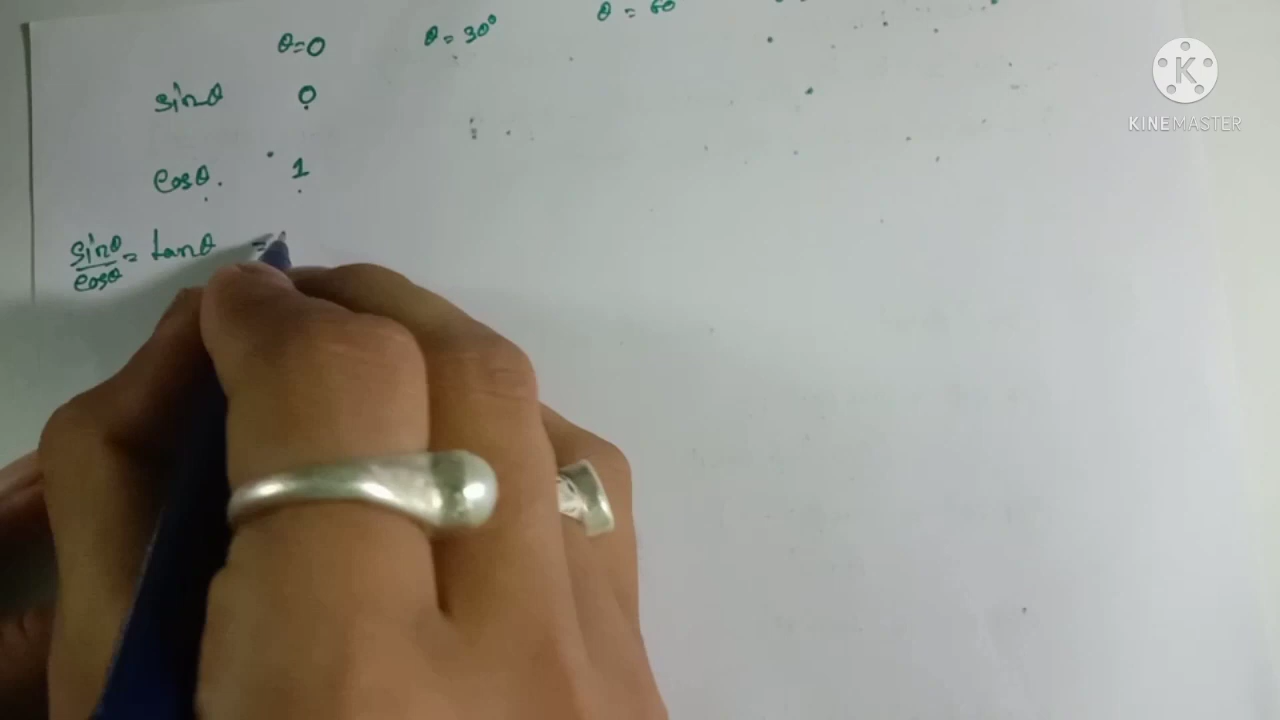 θ=0 θ = 30° θ = 60
sinθ 0
cosθ. 1
sinθ/cosθ = tanθ =
K
KINEMASTER